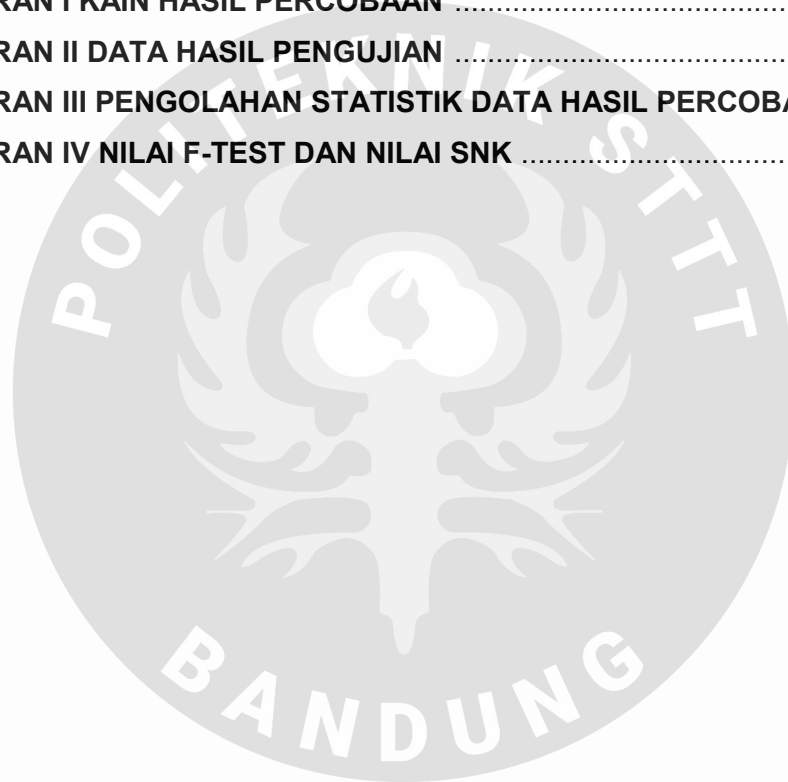 RAN I KAIN HASIL PERCOBAAN ........................................
RAN II DATA HASIL PENGUJIAN ........................................
RAN III PENGOLAHAN STATISTIK DATA HASIL PERCOBA
RAN IV NILAI F-TEST DAN NILAI SNK ................................
POLITEKNIK STTT
BANDUNG